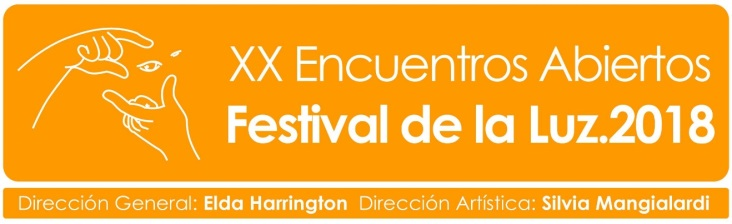 XX Encuentros Abiertos
Festival de la Luz.2018
Dirección General: Elda Harrington Dirección Artística: Silvia Mangialardi